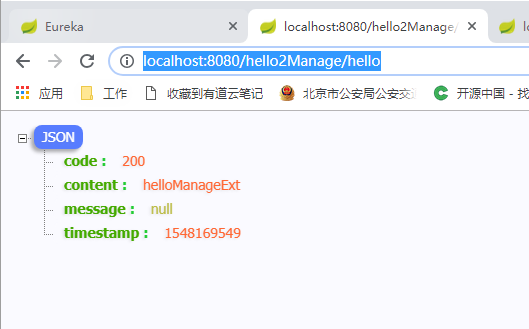 Eureka
localhost:8080/hello2Manage/
localhost:8080/hello2Manage/hello
应用 工作 收藏到有道云笔记 北京市公安局公安交 开源中国 - 找
JSON
code : 200
content : helloManageExt
message : null
timestamp : 1548169549